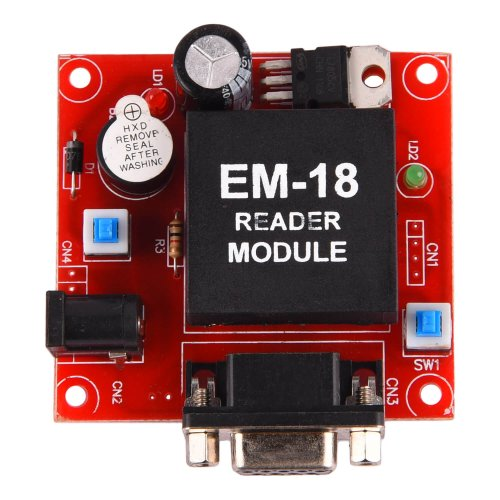 LD1
HXD
REMOVE
SEAL
AFTER
WASHING
D1
EM-18
READER
MODULE
LD2
R3
CN4
CN1
SW1
CN2
CN3